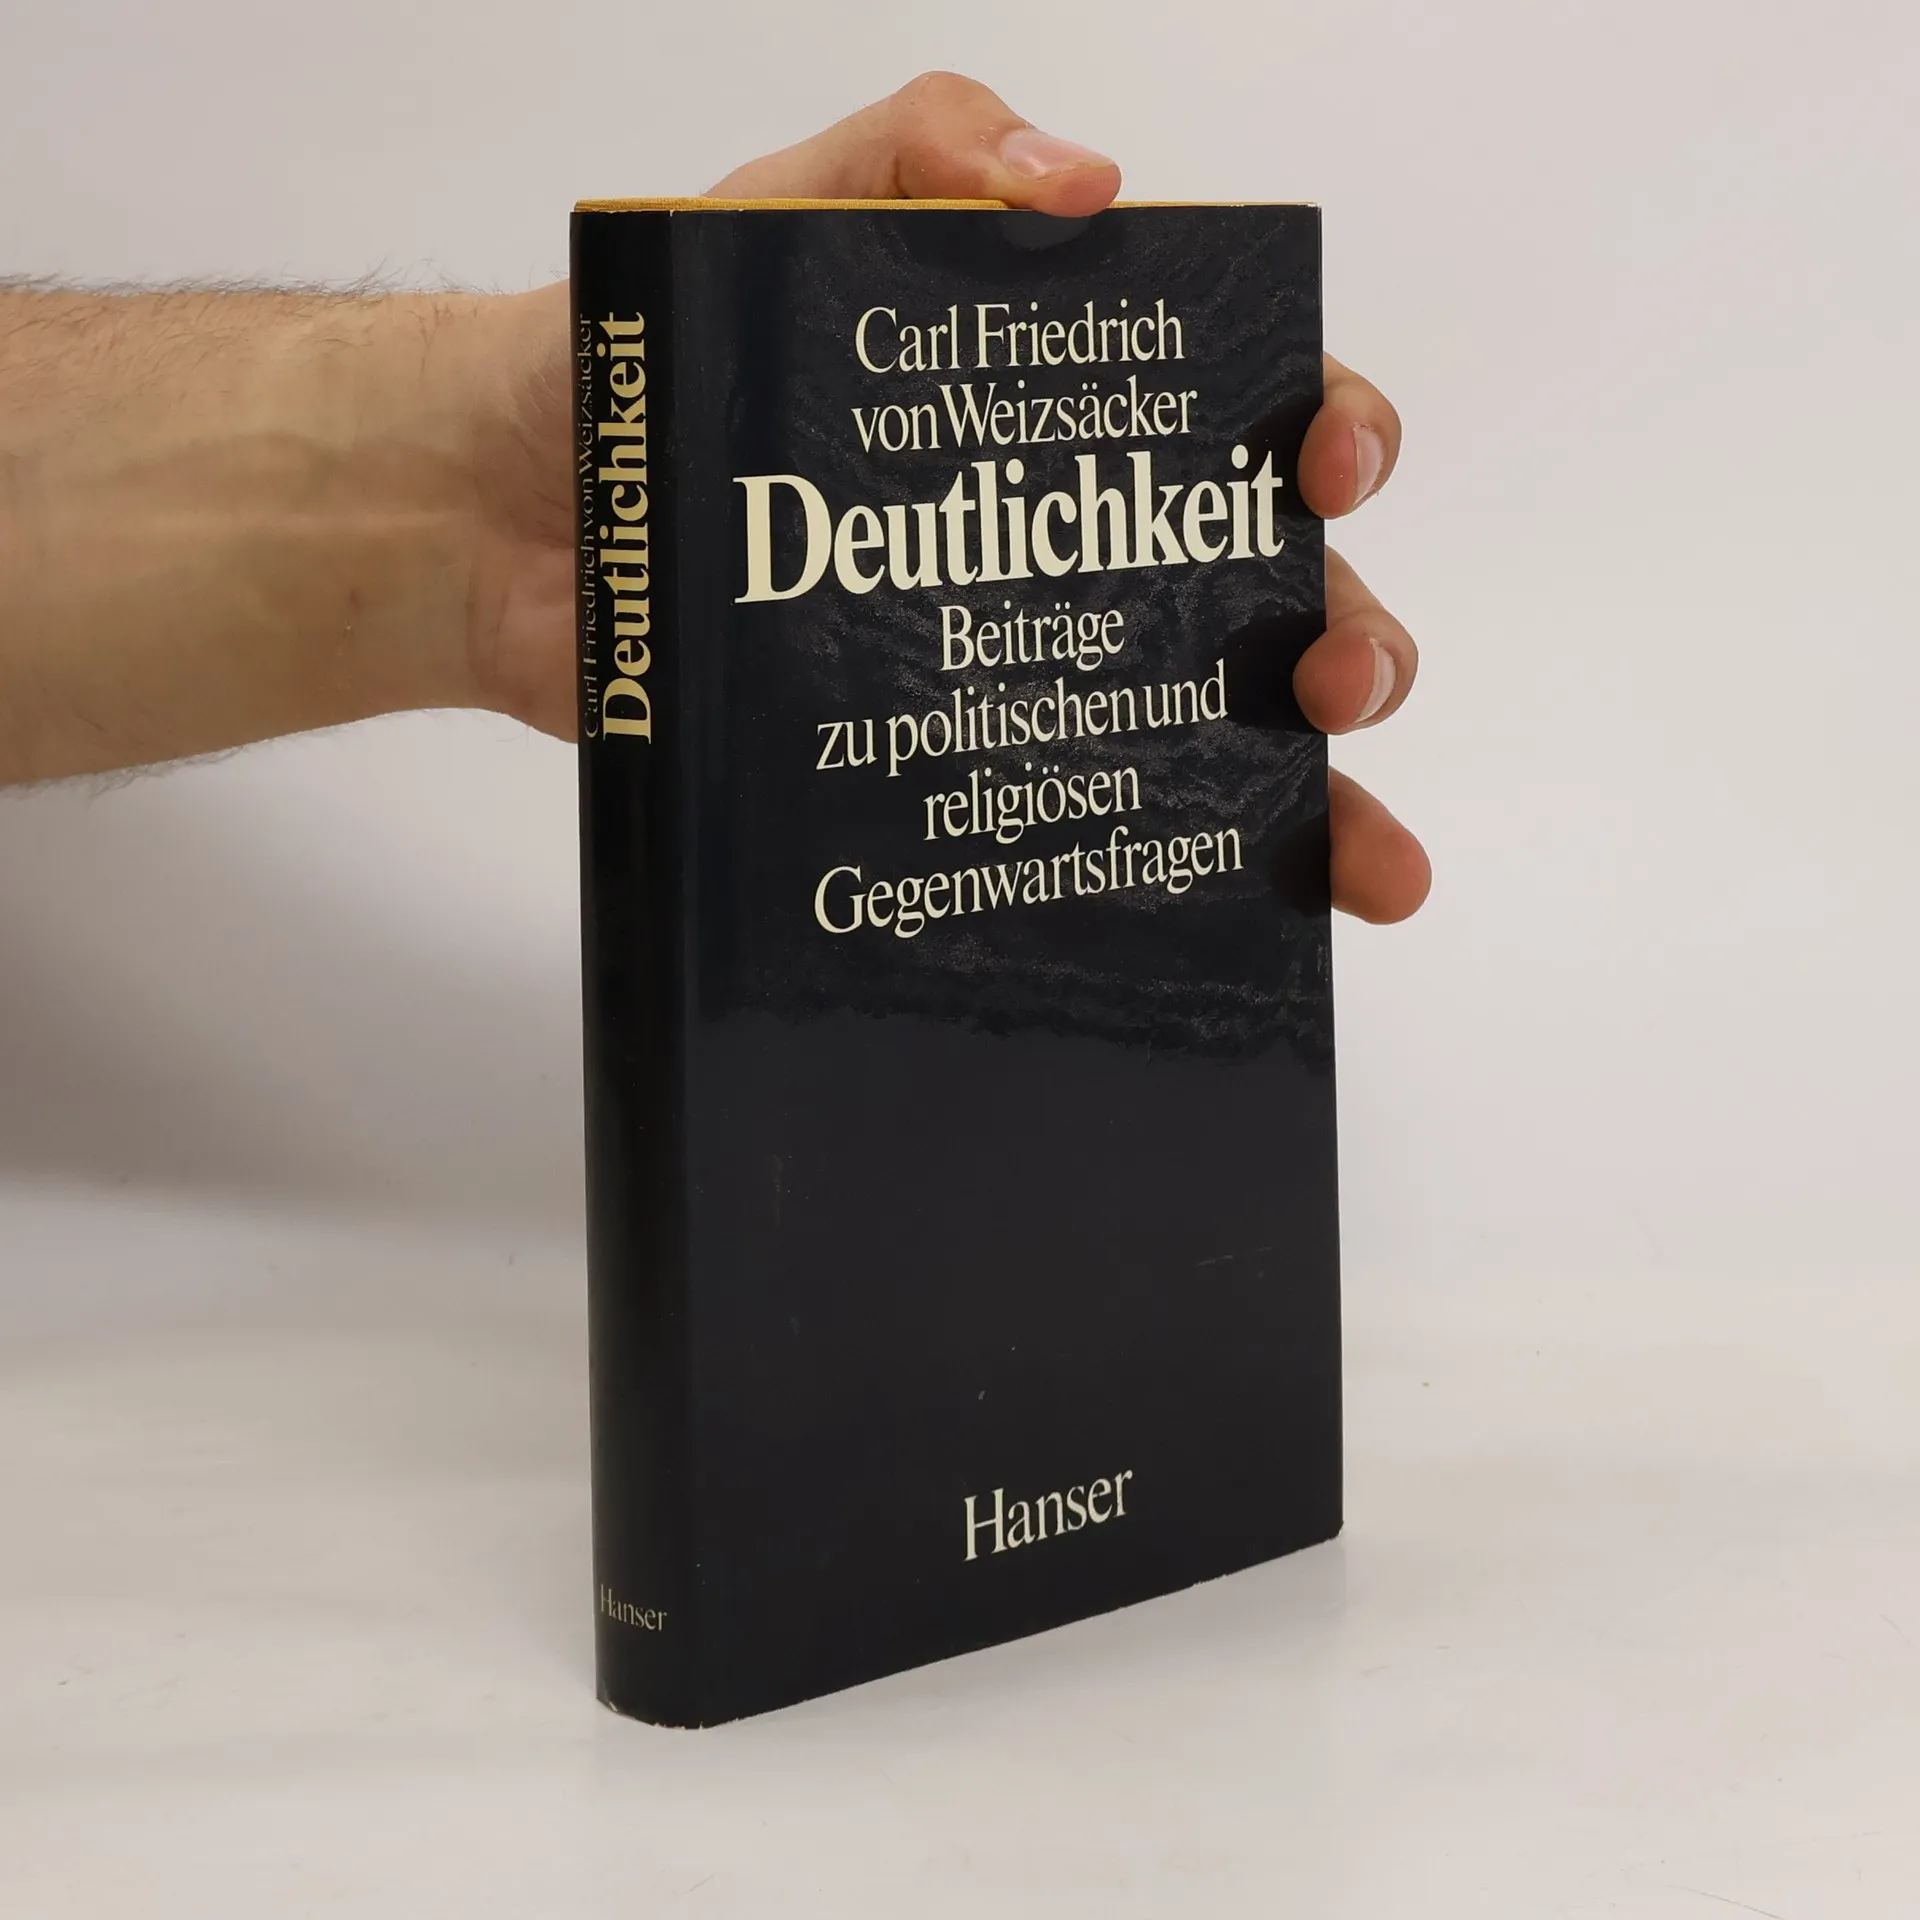 Carl Friedrich von Weizsäcker
Deutlichkeit
Hanser
Carl Friedrich
von Weizsäcker
Deutlichkeit
Beiträge
zu politischen und
religiösen
Gegenwartsfragen
Hanser